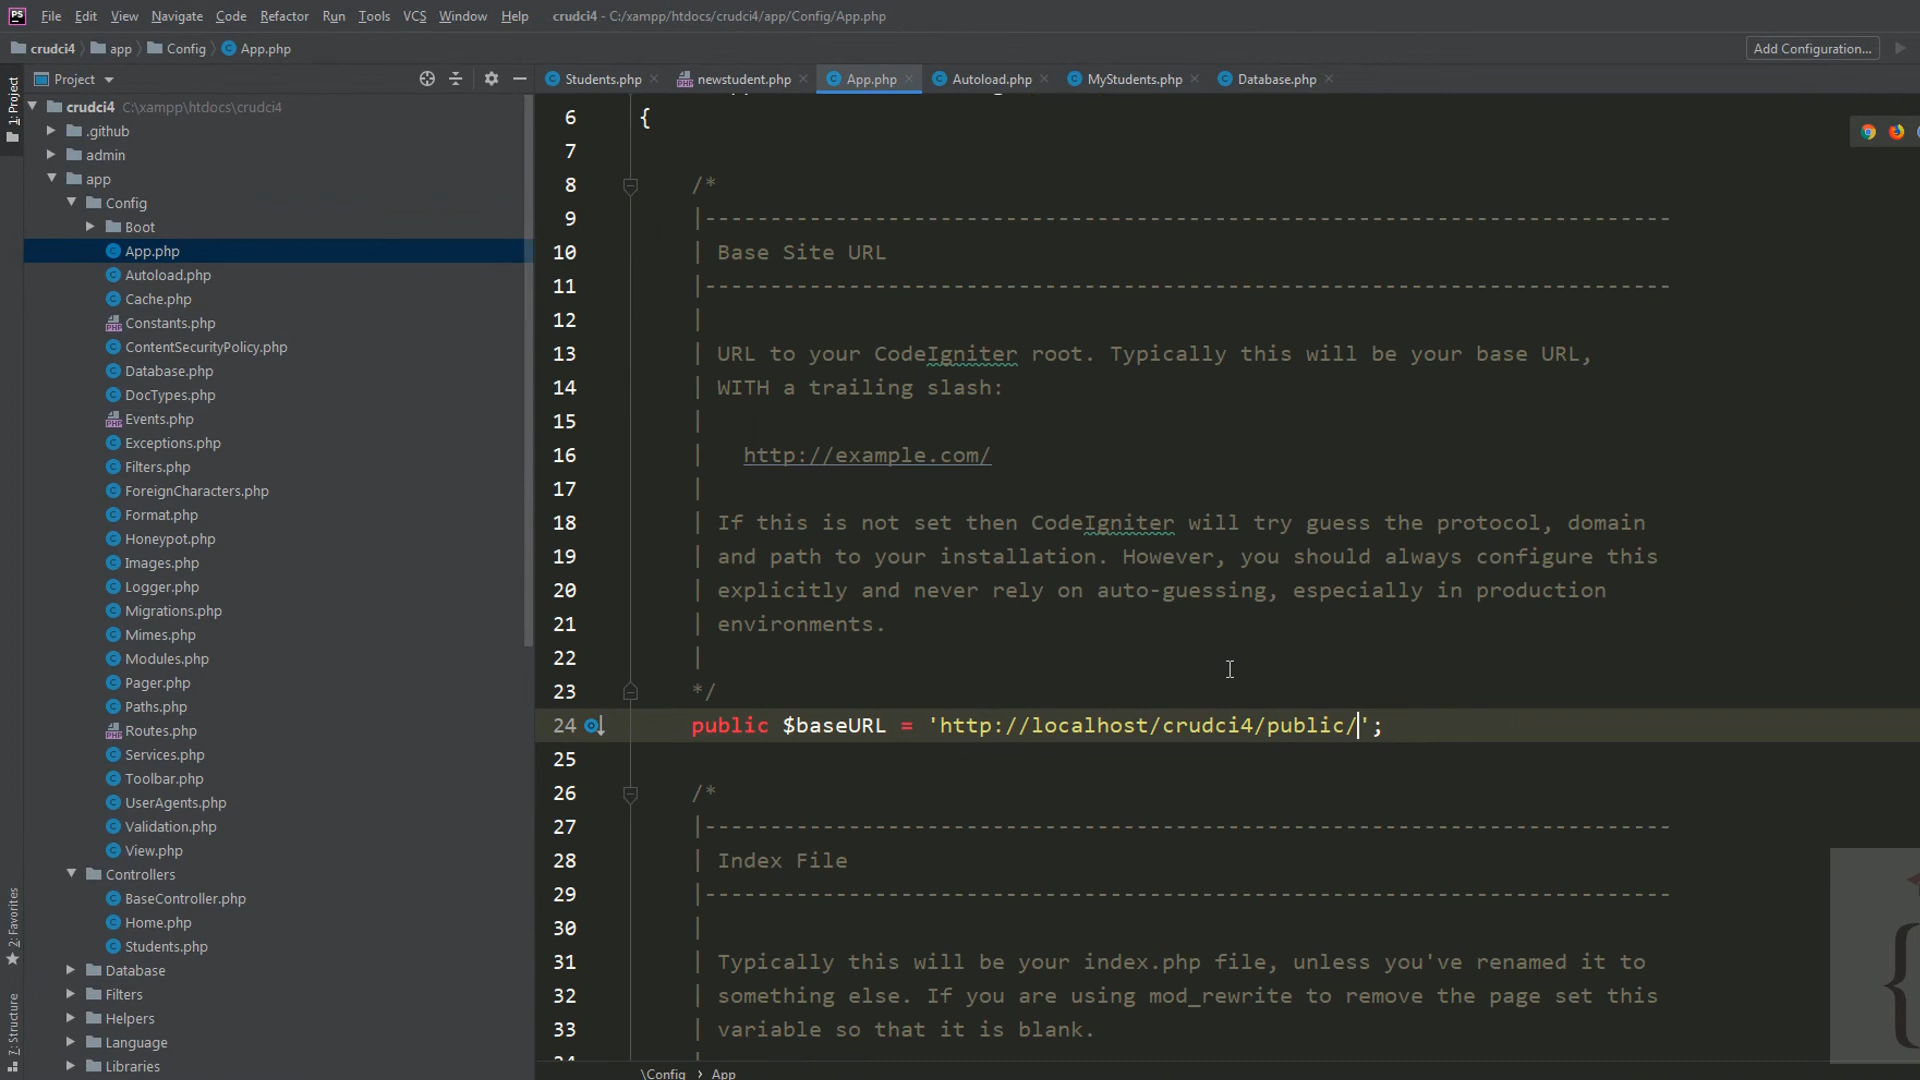 PS File Edit View Navigate Code Refactor Run Tools VCS Window Help crudci4 - C:/xampp/htdocs/crudci4/app/Config/App.php
crudci4 app Config App.php Add Configuration...
Project Students.php newstudent.php App.php Autoload.php MyStudents.php Database.php
1: Project
2: Favorites
7: Structure
crudci4 C:\xampp\htdocs\crudci4
.github
admin
app
Config
Boot
App.php
Autoload.php
Cache.php
Constants.php
ContentSecurityPolicy.php
Database.php
DocTypes.php
Events.php
Exceptions.php
Filters.php
ForeignCharacters.php
Format.php
Honeypot.php
Images.php
Logger.php
Migrations.php
Mimes.php
Modules.php
Pager.php
Paths.php
Routes.php
Services.php
Toolbar.php
UserAgents.php
Validation.php
View.php
Controllers
BaseController.php
Home.php
Students.php
Database
Filters
Helpers
Language
Libraries
6 {
7
8 /*
9 |--------------------------------------------------------------------------
10 | Base Site URL
11 |--------------------------------------------------------------------------
12 |
13 | URL to your CodeIgniter root. Typically this will be your base URL,
14 | WITH a trailing slash:
15 |
16 | http://example.com/
17 |
18 | If this is not set then CodeIgniter will try guess the protocol, domain
19 | and path to your installation. However, you should always configure this
20 | explicitly and never rely on auto-guessing, especially in production
21 | environments.
22 |
23 */
24 public $baseURL = 'http://localhost/crudci4/public/';
25
26 /*
27 |--------------------------------------------------------------------------
28 | Index File
29 |--------------------------------------------------------------------------
30 |
31 | Typically this will be your index.php file, unless you've renamed it to
32 | something else. If you are using mod_rewrite to remove the page set this
33 | variable so that it is blank.
\Config › App